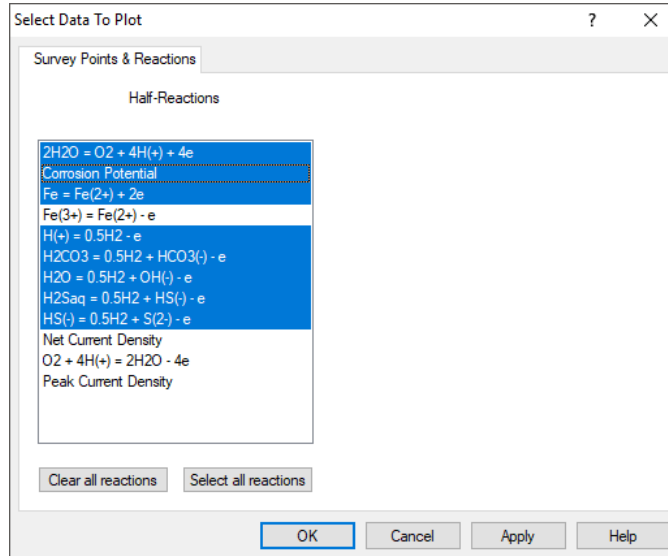 Select Data To Plot
?
Survey Points & Reactions
Half-Reactions
2H2O = O2 + 4H(+) + 4e
Corrosion Potential
Fe = Fe(2+) + 2e
Fe(3+) = Fe(2+) - e
H(+) = 0.5H2 - e
H2CO3 = 0.5H2 + HCO3(-) - e
H2O = 0.5H2 + OH(-) - e
H2Saq = 0.5H2 + HS(-) - e
HS(-) = 0.5H2 + S(2-) - e
Net Current Density
O2 + 4H(+) = 2H2O - 4e
Peak Current Density
Clear all reactions Select all reactions
OK Cancel Apply Help